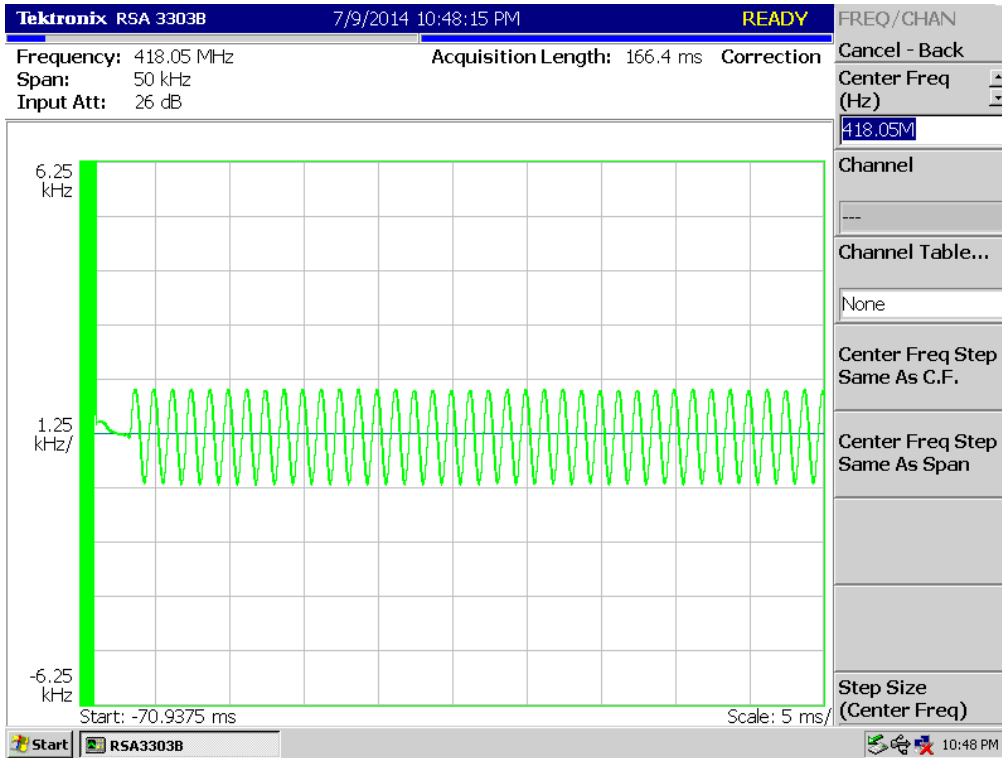 Tektronix RSA 3303B 7/9/2014 10:48:15 PM READY
Frequency: 418.05 MHz Acquisition Length: 166.4 ms Correction
Span: 50 kHz
Input Att: 26 dB
6.25
kHz
1.25
kHz/
-6.25
kHz
Start: -70.9375 ms Scale: 5 ms/
FREQ/CHAN
Cancel - Back
Center Freq
(Hz)
418.05M
Channel
---
Channel Table...
None
Center Freq Step
Same As C.F.
Center Freq Step
Same As Span
Step Size
(Center Freq)
Start RSA3303B 10:48 PM